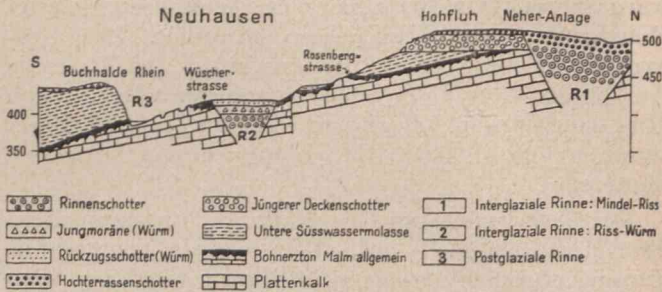 Neuhausen
Hohfluh Neher-Anlage N
S
Buchhalde Rhein Wüscher-
strasse
Rosenberg-
strasse
R3
R2
R1
500
450
400
350
Rinnenschotter
Jungmoräne (Würm)
Rückzugsschotter (Würm)
Hochterrassenschotter
Jüngerer Deckenschotter
Untere Süsswassermolasse
Bohnerzton Malm allgemein
Plattenkalk
1 Interglaziale Rinne: Mindel-Riss
2 Interglaziale Rinne: Riss-Würm
3 Postglaziale Rinne